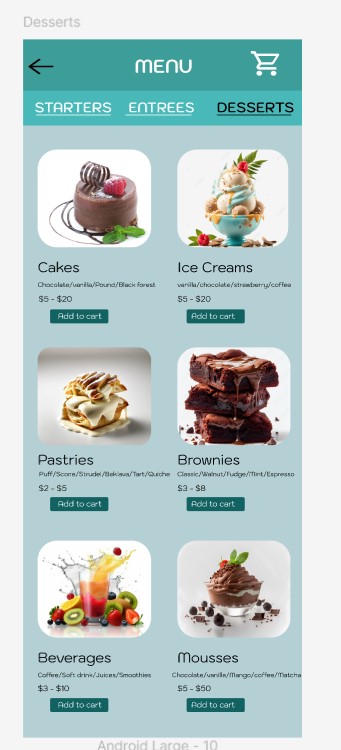 Desserts
MENU
STARTERS ENTREES DESSERTS
Cakes Ice Creams
Chocolate/vanilla/Pound/Black forest vanilla/chocolate/strawberry/coffee
$5 - $20 $5 - $20
Add to cart Add to cart
Pastries Brownies
Puff/Scone/Strudel/Baklava/Tart/Quiche Classic/Walnut/Fudge/Mint/Espresso
$2 - $5 $3 - $8
Add to cart Add to cart
Beverages Mousses
Coffee/Soft drink/Juices/Smoothies Chocolate/vanilla/Mango/coffee/Matcha
$3 - $10 $5 - $50
Add to cart Add to cart
Android Large - 10